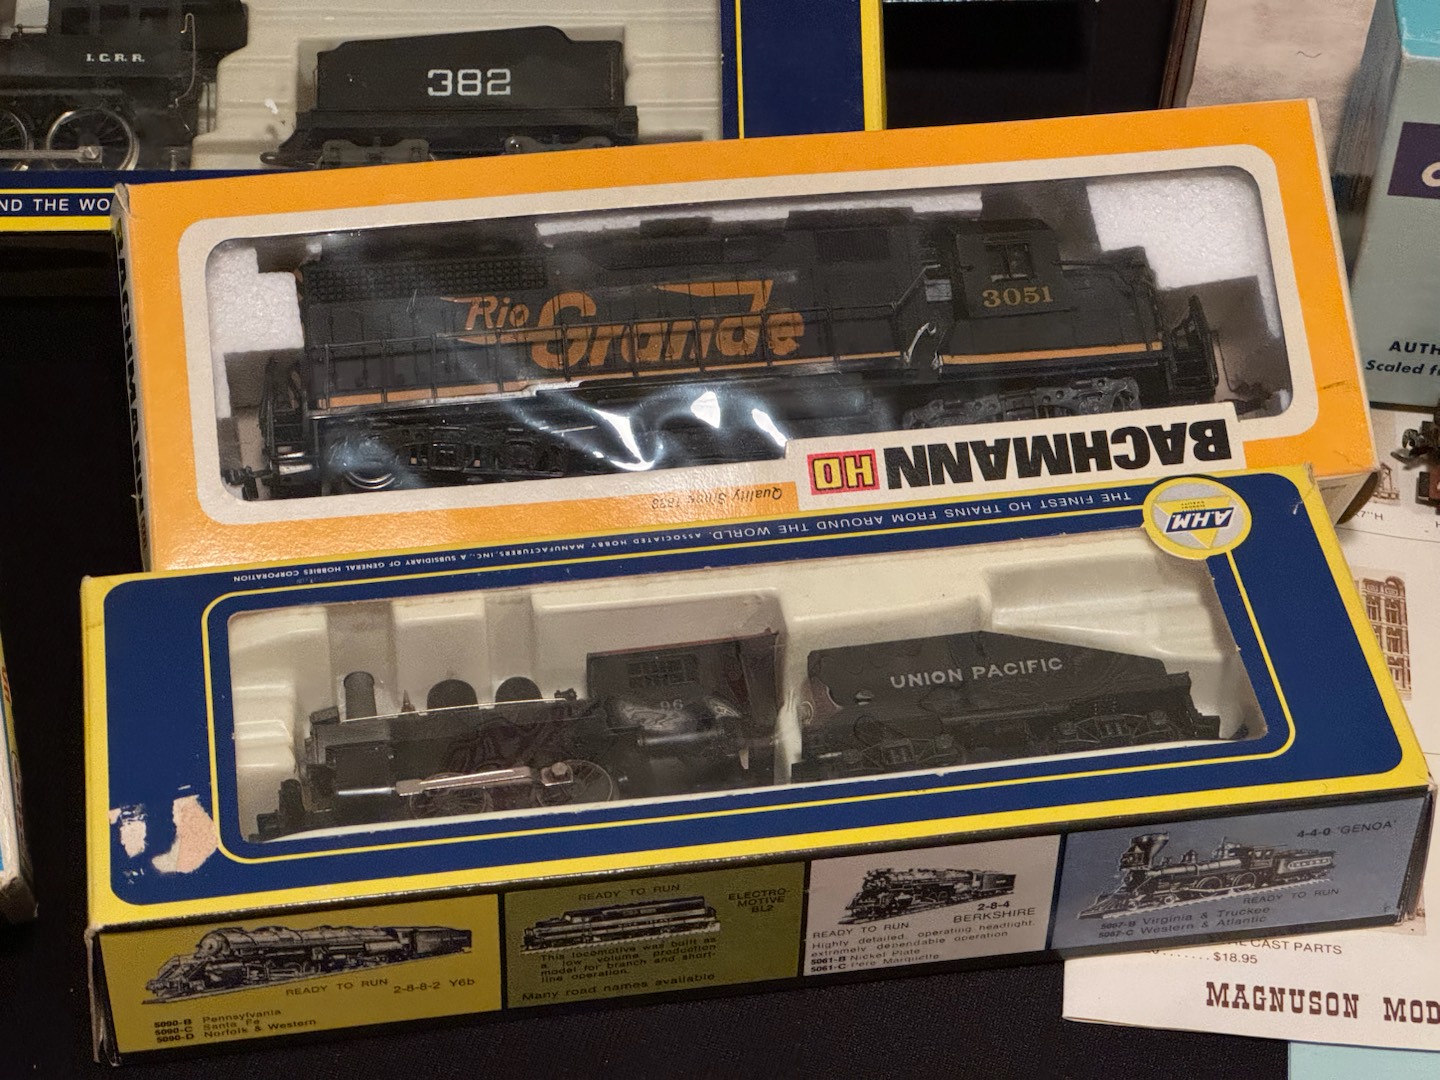 I.C.R.R.
382
ND THE WO
Rio
Grande
3051
BACHMANN HO
Quality Since 1833
AUTH
Scaled f
THE FINEST HO TRAINS FROM AROUND THE WORLD.
ASSOCIATED HOBBY MANUFACTURERS, INC., A SUBSIDIARY OF GENERAL HOBBIES CORPORATION
AHM
96
UNION PACIFIC
7"H
READY TO RUN 2-8-8-2 Y6b
5090-B Pennsylvania
5090-C Santa Fe
5090-D Norfolk & Western
READY TO RUN
ELECTRO-
MOTIVE
BL2
This locomotive was built as
a low volume production
model for branch and short-
line operation.
Many road names available
2-8-4
BERKSHIRE
READY TO RUN
Highly detailed, operating headlight,
extremely dependable operation
5061-B Nickel Plate
5061-C Pere Marquette
4-4-0 "GENOA"
READY TO RUN
5067-B Virginia & Truckee
5067-C Western & Atlantic
CAST PARTS
$18.95
MAGNUSON MOD